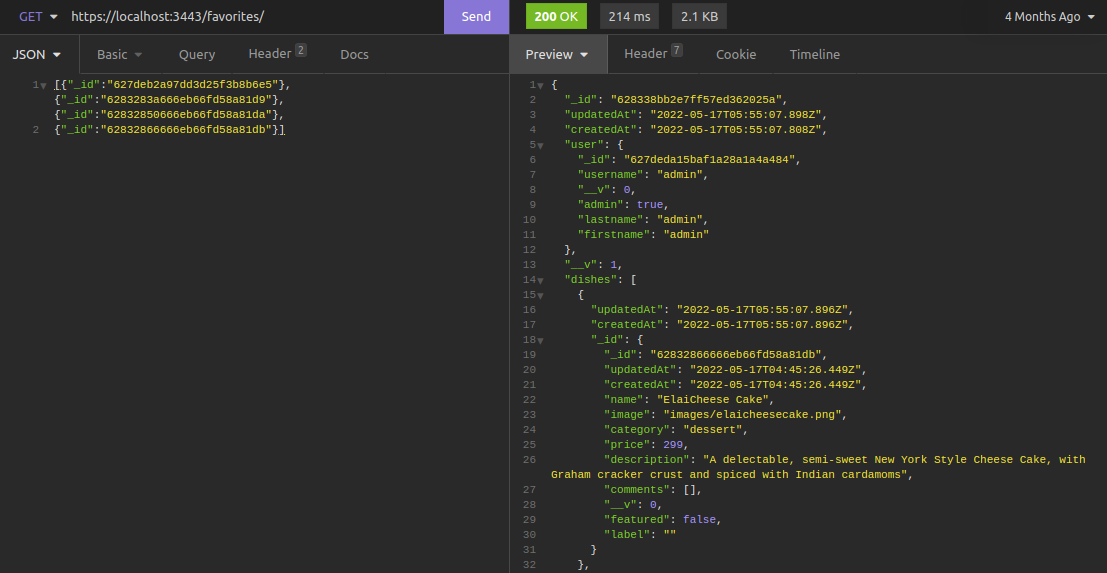 GET https://localhost:3443/favorites/ Send 200 OK 214 ms 2.1 KB 4 Months Ago
JSON Basic Query Header 2 Docs Preview Header 7 Cookie Timeline
1 [{"_id":"627deb2a97dd3d25f3b8b6e5"},
{"_id":"6283283a666eb66fd58a81d9"},
{"_id":"62832850666eb66fd58a81da"},
2 {"_id":"62832866666eb66fd58a81db"}]
1 {
2 "_id": "628338bb2e7ff57ed362025a",
3 "updatedAt": "2022-05-17T05:55:07.898Z",
4 "createdAt": "2022-05-17T05:55:07.808Z",
5 "user": {
6 "_id": "627deda15baf1a28a1a4a484",
7 "username": "admin",
8 "__v": 0,
9 "admin": true,
10 "lastname": "admin",
11 "firstname": "admin"
12 },
13 "__v": 1,
14 "dishes": [
15 {
16 "updatedAt": "2022-05-17T05:55:07.896Z",
17 "createdAt": "2022-05-17T05:55:07.896Z",
18 "_id": {
19 "_id": "62832866666eb66fd58a81db",
20 "updatedAt": "2022-05-17T04:45:26.449Z",
21 "createdAt": "2022-05-17T04:45:26.449Z",
22 "name": "ElaiCheese Cake",
23 "image": "images/elaicheesecake.png",
24 "category": "dessert",
25 "price": 299,
26 "description": "A delectable, semi-sweet New York Style Cheese Cake, with
Graham cracker crust and spiced with Indian cardamoms",
27 "comments": [],
28 "__v": 0,
29 "featured": false,
30 "label": ""
31 }
32 },